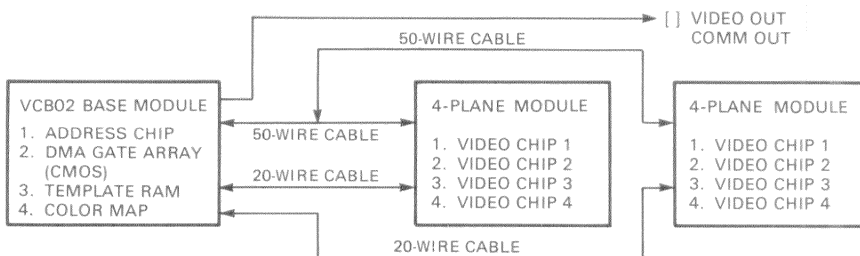 [ ] VIDEO OUT
COMM OUT
50-WIRE CABLE
VCB02 BASE MODULE
1. ADDRESS CHIP
2. DMA GATE ARRAY
(CMOS)
3. TEMPLATE RAM
4. COLOR MAP
50-WIRE CABLE
20-WIRE CABLE
4-PLANE MODULE
1. VIDEO CHIP 1
2. VIDEO CHIP 2
3. VIDEO CHIP 3
4. VIDEO CHIP 4
4-PLANE MODULE
1. VIDEO CHIP 1
2. VIDEO CHIP 2
3. VIDEO CHIP 3
4. VIDEO CHIP 4
20-WIRE CABLE